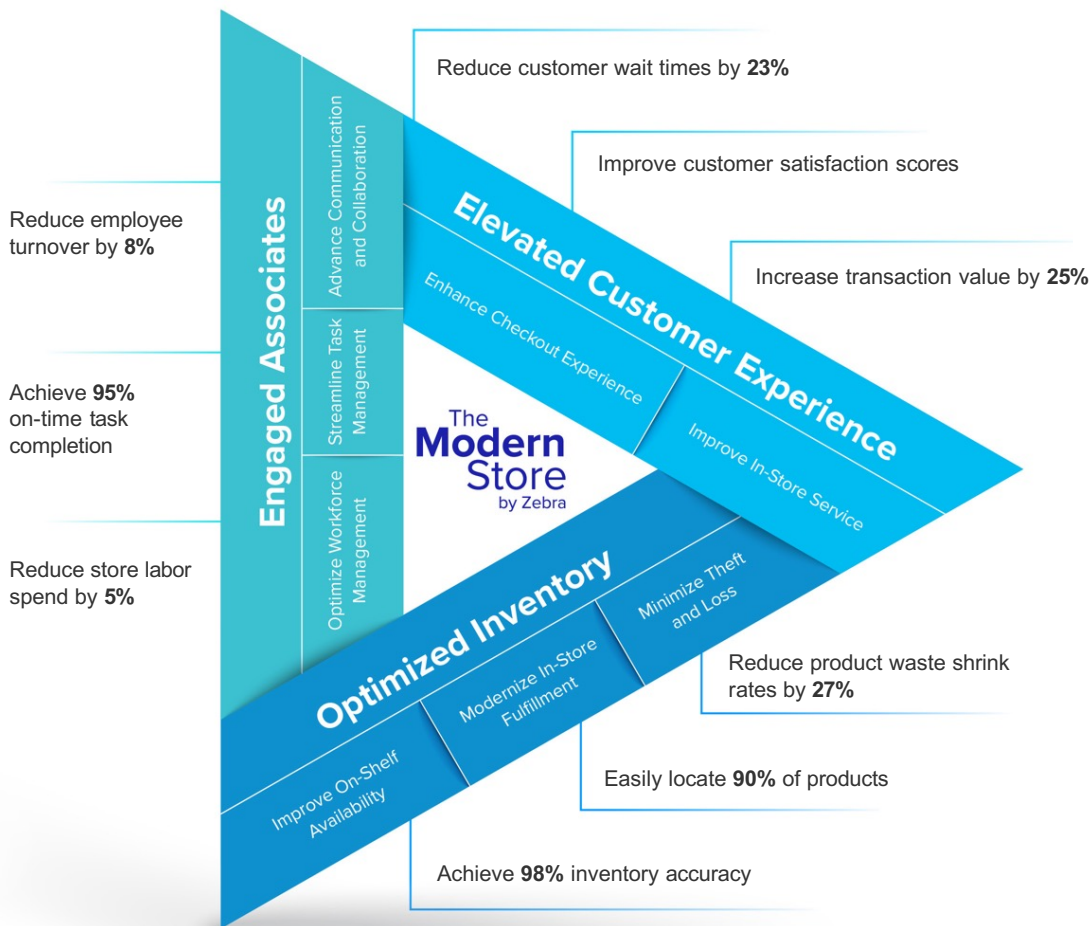 Reduce customer wait times by 23%
Improve customer satisfaction scores
Increase transaction value by 25%
Reduce employee
turnover by 8%
Achieve 95%
on-time task
completion
Reduce store labor
spend by 5%
Engaged Associates
Advance Communication
and Collaboration
Streamline Task
Management
Optimize Workforce
Management
Elevated Customer Experience
Enhance Checkout Experience
Improve In-Store Service
The
Modern
Store
by Zebra
Optimized Inventory
Improve On-Shelf
Availability
Modernize In-Store
Fulfillment
Minimize Theft
and Loss
Reduce product waste shrink
rates by 27%
Easily locate 90% of products
Achieve 98% inventory accuracy